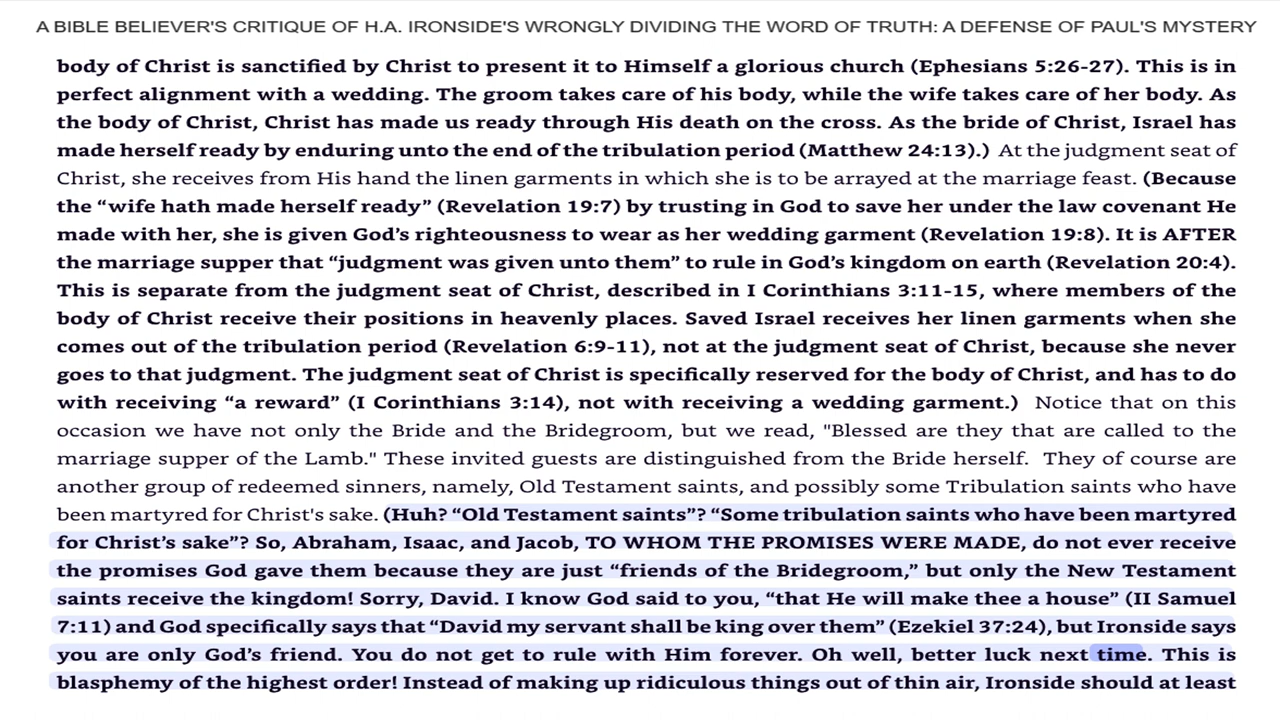 A BIBLE BELIEVER'S CRITIQUE OF H.A. IRONSIDE'S WRONGLY DIVIDING THE WORD OF TRUTH: A DEFENSE OF PAUL'S MYSTERY
body of Christ is sanctified by Christ to present it to Himself a glorious church (Ephesians 5:26-27). This is in
perfect alignment with a wedding. The groom takes care of his body, while the wife takes care of her body. As
the body of Christ, Christ has made us ready through His death on the cross. As the bride of Christ, Israel has
made herself ready by enduring unto the end of the tribulation period (Matthew 24:13).) At the judgment seat of
Christ, she receives from His hand the linen garments in which she is to be arrayed at the marriage feast. (Because
the “wife hath made herself ready” (Revelation 19:7) by trusting in God to save her under the law covenant He
made with her, she is given God’s righteousness to wear as her wedding garment (Revelation 19:8). It is AFTER
the marriage supper that “judgment was given unto them” to rule in God’s kingdom on earth (Revelation 20:4).
This is separate from the judgment seat of Christ, described in I Corinthians 3:11-15, where members of the
body of Christ receive their positions in heavenly places. Saved Israel receives her linen garments when she
comes out of the tribulation period (Revelation 6:9-11), not at the judgment seat of Christ, because she never
goes to that judgment. The judgment seat of Christ is specifically reserved for the body of Christ, and has to do
with receiving “a reward” (I Corinthians 3:14), not with receiving a wedding garment.) Notice that on this
occasion we have not only the Bride and the Bridegroom, but we read, "Blessed are they that are called to the
marriage supper of the Lamb." These invited guests are distinguished from the Bride herself. They of course are
another group of redeemed sinners, namely, Old Testament saints, and possibly some Tribulation saints who have
been martyred for Christ's sake. (Huh? “Old Testament saints”? “Some tribulation saints who have been martyred
for Christ’s sake”? So, Abraham, Isaac, and Jacob, TO WHOM THE PROMISES WERE MADE, do not ever receive
the promises God gave them because they are just “friends of the Bridegroom,” but only the New Testament
saints receive the kingdom! Sorry, David. I know God said to you, “that He will make thee a house” (II Samuel
7:11) and God specifically says that “David my servant shall be king over them” (Ezekiel 37:24), but Ironside says
you are only God’s friend. You do not get to rule with Him forever. Oh well, better luck next time. This is
blasphemy of the highest order! Instead of making up ridiculous things out of thin air, Ironside should at least